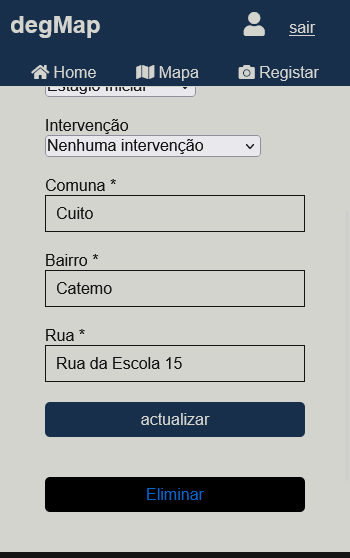 degMap
sair
Home Mapa Registar
Estágio Inicial
Intervenção
Nenhuma intervenção
Comuna *
Cuito
Bairro *
Catemo
Rua *
Rua da Escola 15
actualizar
Eliminar